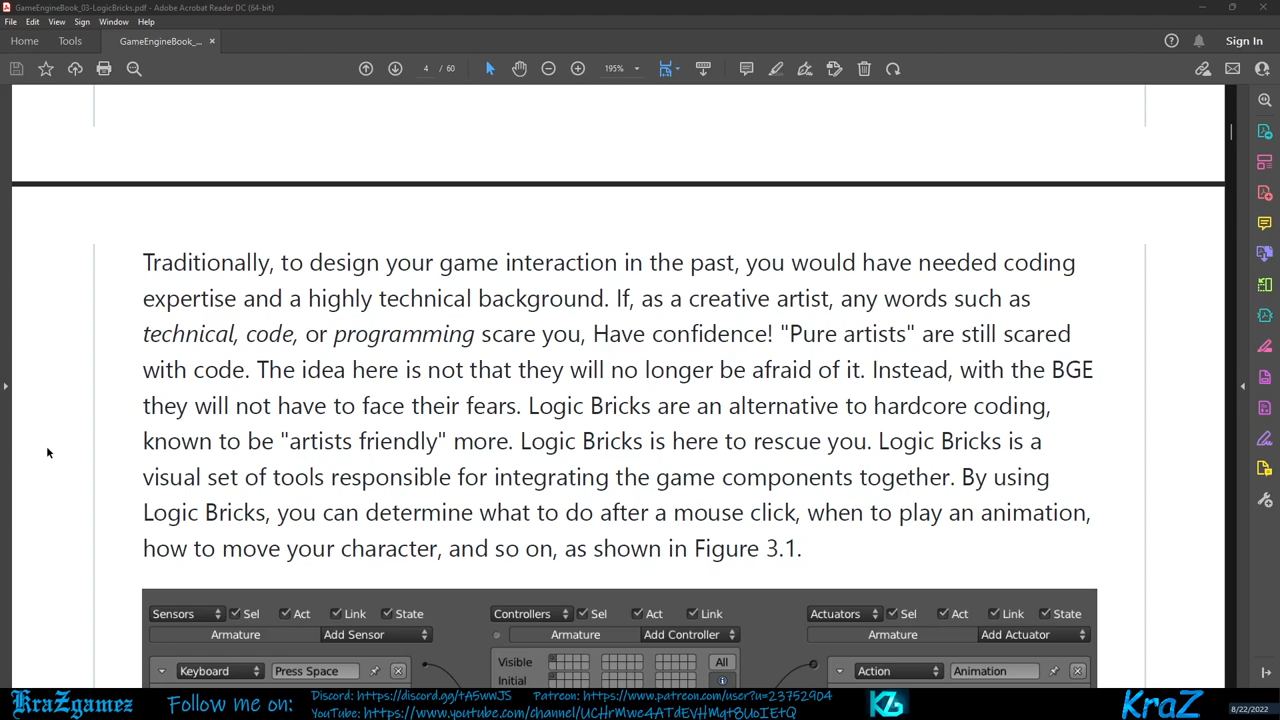 GameEngineBook_03-LogicBricks.pdf - Adobe Acrobat Reader DC (64-bit)
File Edit View Sign Window Help
Home Tools GameEngineBook_... × Sign In
4 / 60 195%
Traditionally, to design your game interaction in the past, you would have needed coding
expertise and a highly technical background. If, as a creative artist, any words such as
technical, code, or programming scare you, Have confidence! "Pure artists" are still scared
with code. The idea here is not that they will no longer be afraid of it. Instead, with the BGE
they will not have to face their fears. Logic Bricks are an alternative to hardcore coding,
known to be "artists friendly" more. Logic Bricks is here to rescue you. Logic Bricks is a
visual set of tools responsible for integrating the game components together. By using
Logic Bricks, you can determine what to do after a mouse click, when to play an animation,
how to move your character, and so on, as shown in Figure 3.1.
Sensors Sel Act Link State Controllers Sel Act Link Actuators Sel Act Link State
Armature Add Sensor Armature Add Controller Armature Add Actuator
Keyboard Press Space Visible All Action Animation
Initial
KraZgamez Follow me on: Discord: https://discord.gg/tA5wwJS Patreon: https://www.patreon.com/user?u=23752904 KZ KraZ 8/22/2022
YouTube: https://www.youtube.com/channel/UCHrMwe4ATdEVHMqt8UoIEtQ